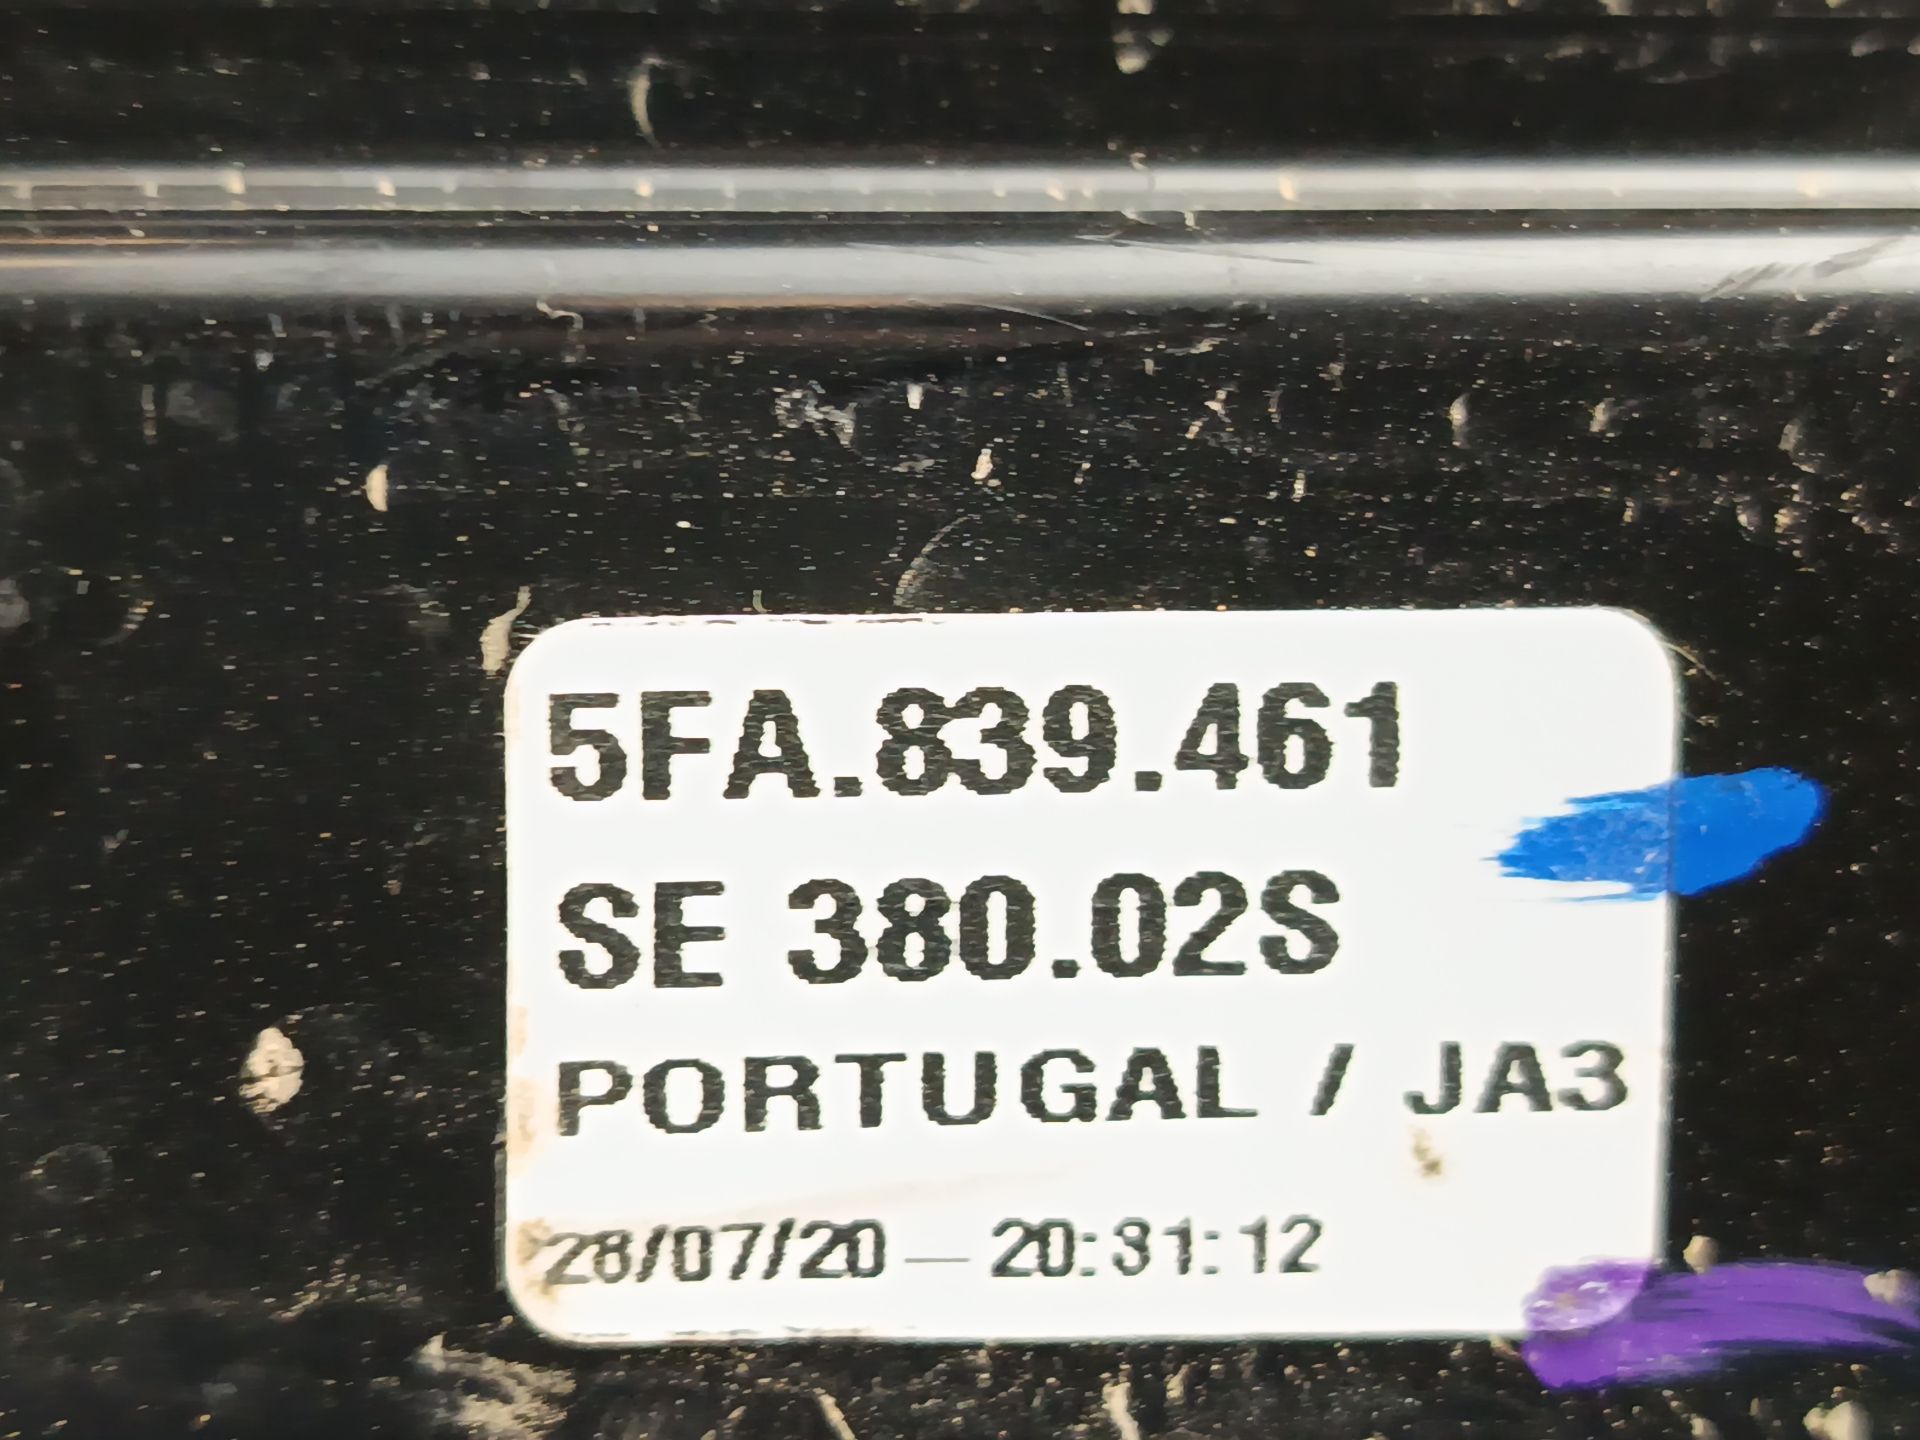 5FA.839.461
SE 380.02S
PORTUGAL / JA3
28/07/20 — 20:31:12